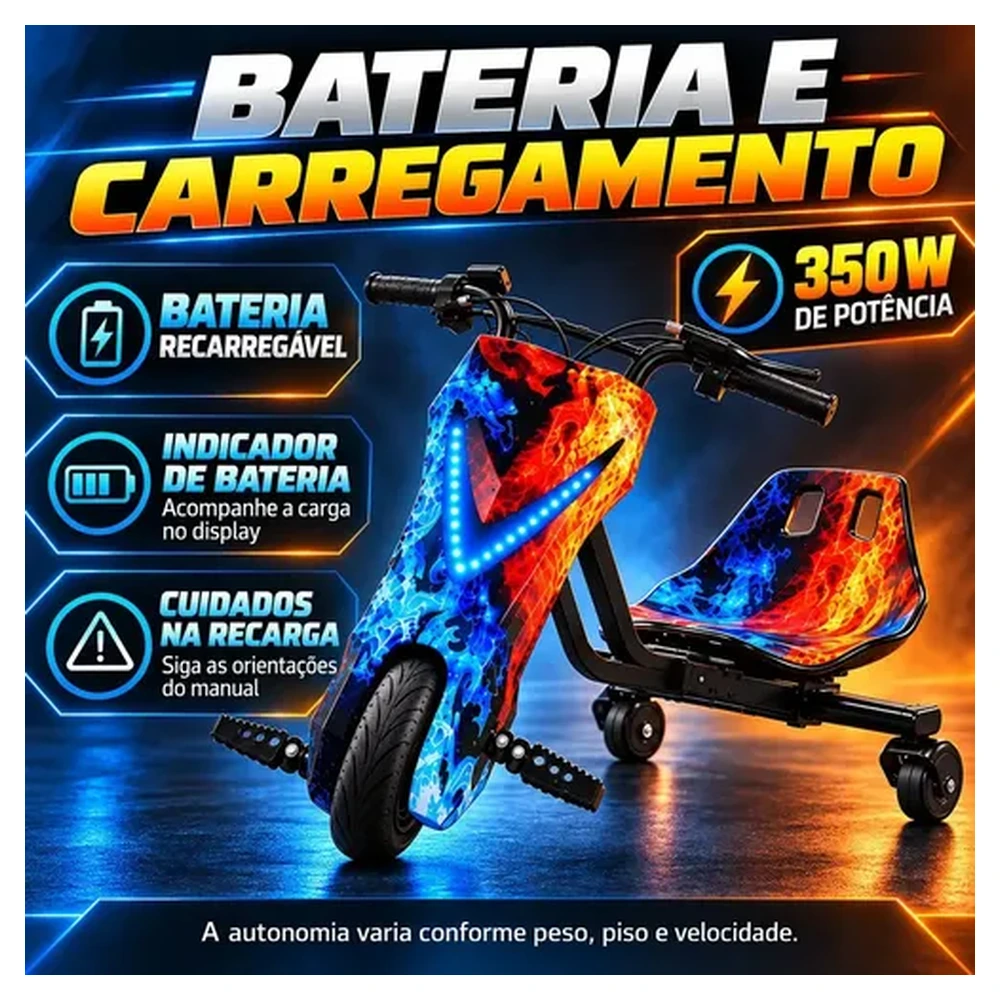 BATERIA E
CARREGAMENTO
350W
DE POTÊNCIA
BATERIA
RECARREGÁVEL
INDICADOR
DE BATERIA
Acompanhe a carga
no display
CUIDADOS
NA RECARGA
Siga as orientações
do manual
A autonomia varia conforme peso, piso e velocidade.